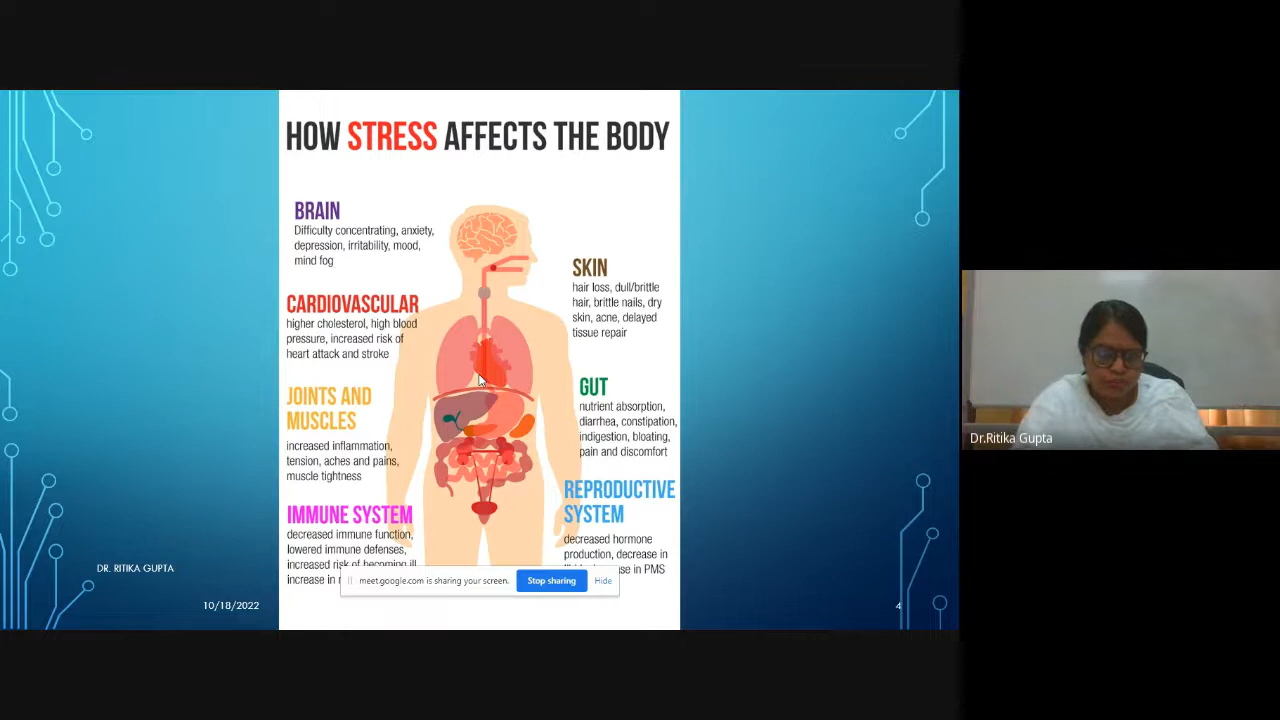 HOW STRESS AFFECTS THE BODY
BRAIN
Difficulty concentrating, anxiety,
depression, irritability, mood,
mind fog
CARDIOVASCULAR
higher cholesterol, high blood
pressure, increased risk of
heart attack and stroke
JOINTS AND
MUSCLES
increased inflammation,
tension, aches and pains,
muscle tightness
IMMUNE SYSTEM
decreased immune function,
lowered immune defenses,
increased risk of becoming ill
increase in
SKIN
hair loss, dull/brittle
hair, brittle nails, dry
skin, acne, delayed
tissue repair
GUT
nutrient absorption,
diarrhea, constipation,
indigestion, bloating,
pain and discomfort
REPRODUCTIVE
SYSTEM
decreased hormone
production, decrease in
in PMS
meet.google.com is sharing your screen.
Stop sharing
Hide
DR. RITIKA GUPTA
10/18/2022
4
Dr.Ritika Gupta